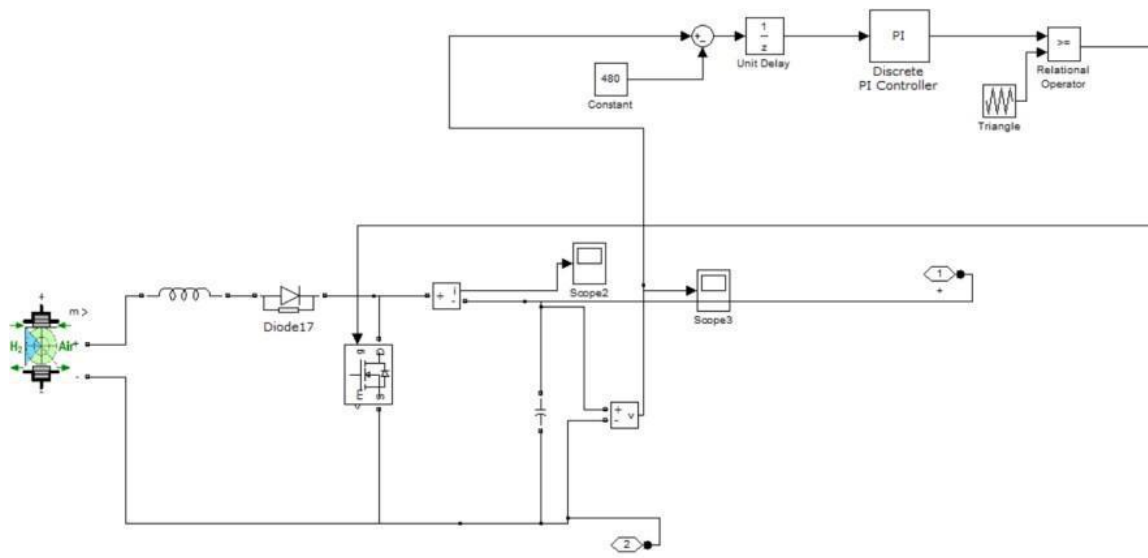 +
-
1
z
Unit Delay
PI
Discrete
PI Controller
>=
Relational
Operator
480
Constant
Triangle
i
+
-
Scope2
Scope3
1
+
Diode17
+
m >
H2
Air
+
-
-
g
D
E
S
+
-
v
2